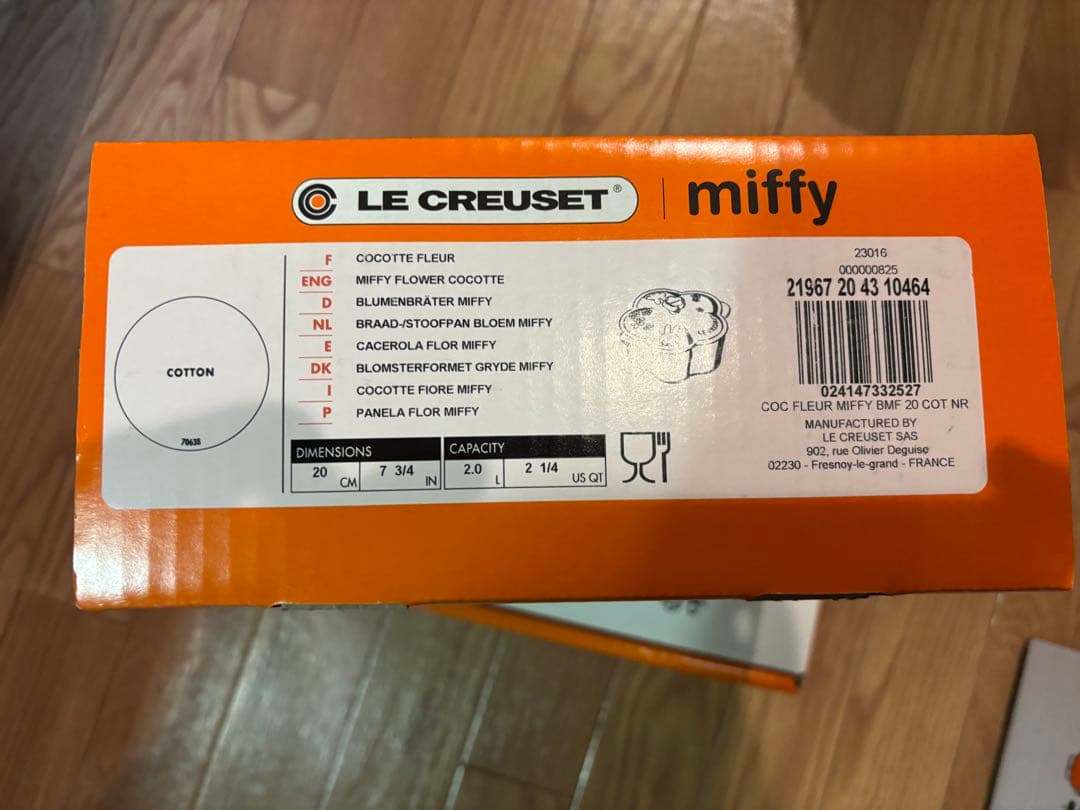 LE CREUSET® | miffy
COTTON
70638
F COCOTTE FLEUR
ENG MIFFY FLOWER COCOTTE
D BLUMENBRÄTER MIFFY
NL BRAAD-/STOOFPAN BLOEM MIFFY
E CACEROLA FLOR MIFFY
DK BLOMSTERFORMET GRYDE MIFFY
I COCOTTE FIORE MIFFY
P PANELA FLOR MIFFY
DIMENSIONS
20 CM 7 3/4 IN
CAPACITY
2.0 L 2 1/4 US QT
23016
000000825
21967 20 43 10464
024147332527
COC FLEUR MIFFY BMF 20 COT NR
MANUFACTURED BY
LE CREUSET SAS
902, rue Olivier Deguise
02230 - Fresnoy-le-grand - FRANCE